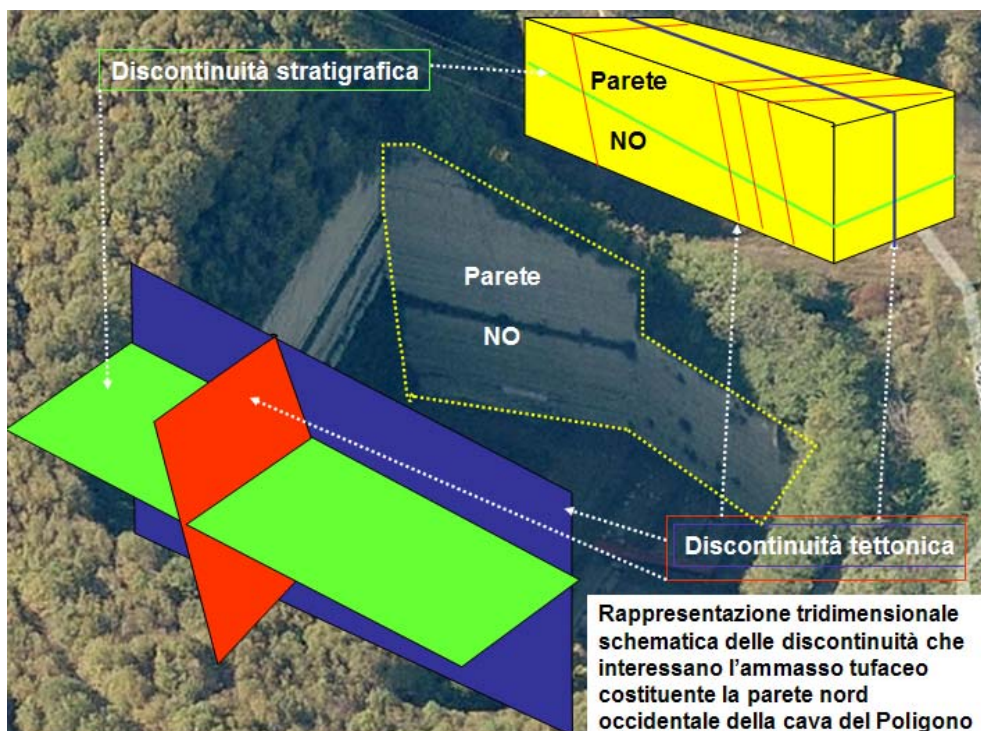 Discontinuità stratigrafica
Parete
NO
Parete
NO
Discontinuità tettonica
Rappresentazione tridimensionale
schematica delle discontinuità che
interessano l'ammasso tufaceo
costituente la parete nord
occidentale della cava del Poligono